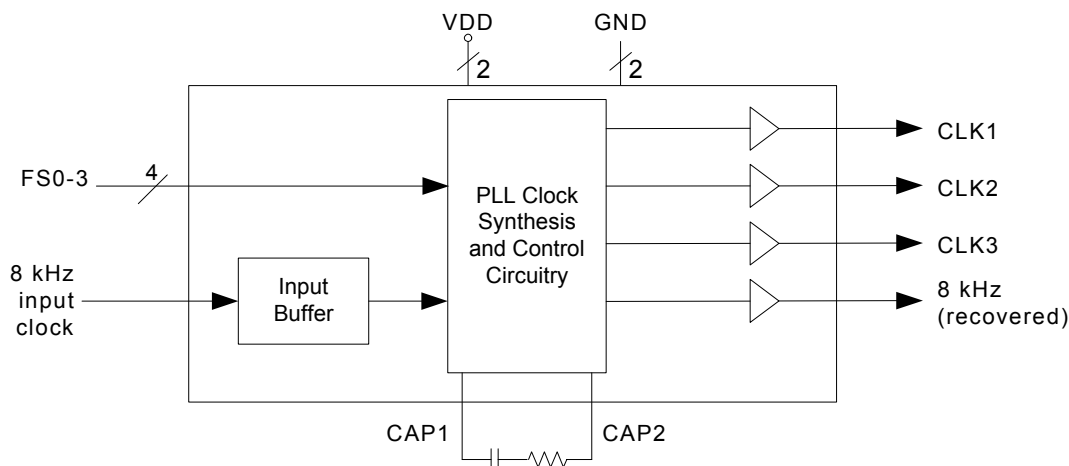 VDD
GND
2
2
CLK1
4
FS0-3
CLK2
PLL Clock
Synthesis
and Control
Circuitry
CLK3
8 kHz
input
clock
Input
Buffer
8 kHz
(recovered)
CAP1
CAP2